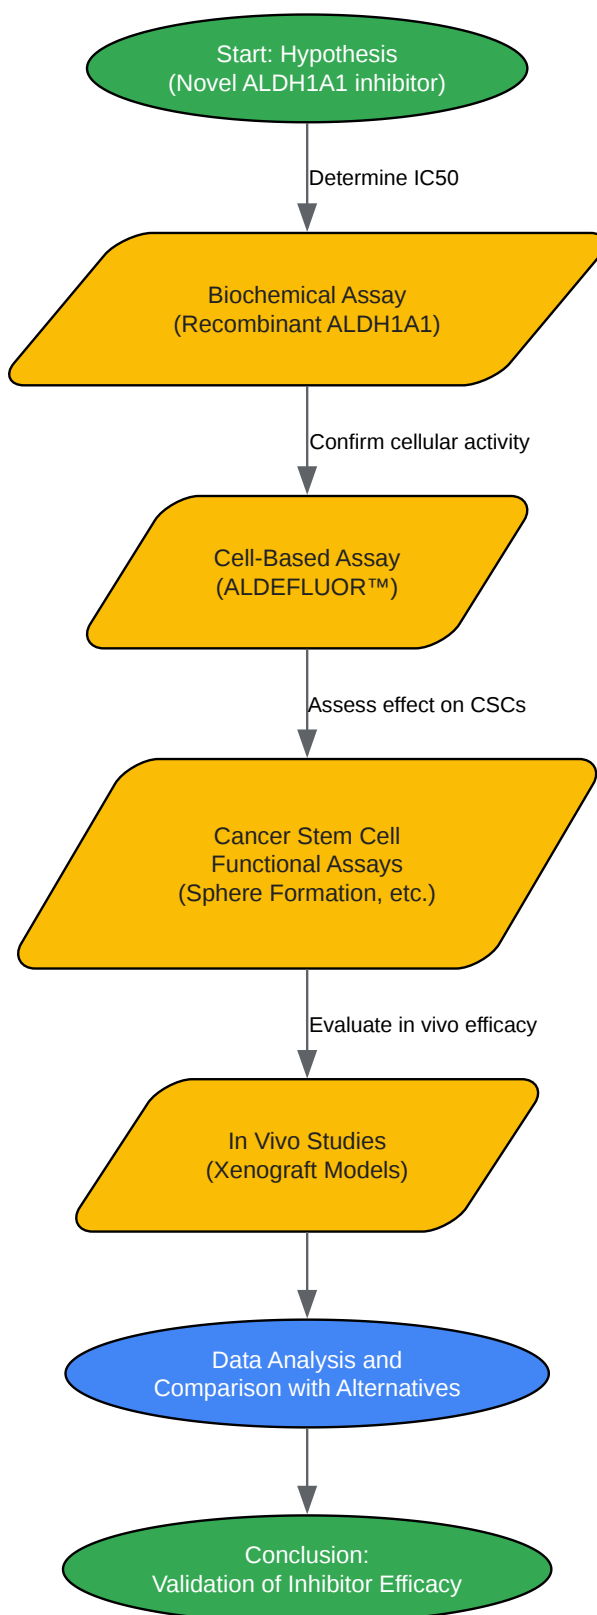 Start: Hypothesis
(Novel ALDH1A1 inhibitor)
Determine IC50
Biochemical Assay
(Recombinant ALDH1A1)
Confirm cellular activity
Cell-Based Assay
(ALDEFLUOR™)
Assess effect on CSCs
Cancer Stem Cell
Functional Assays
(Sphere Formation, etc.)
Evaluate in vivo efficacy
In Vivo Studies
(Xenograft Models)
Data Analysis and
Comparison with Alternatives
Conclusion:
Validation of Inhibitor Efficacy